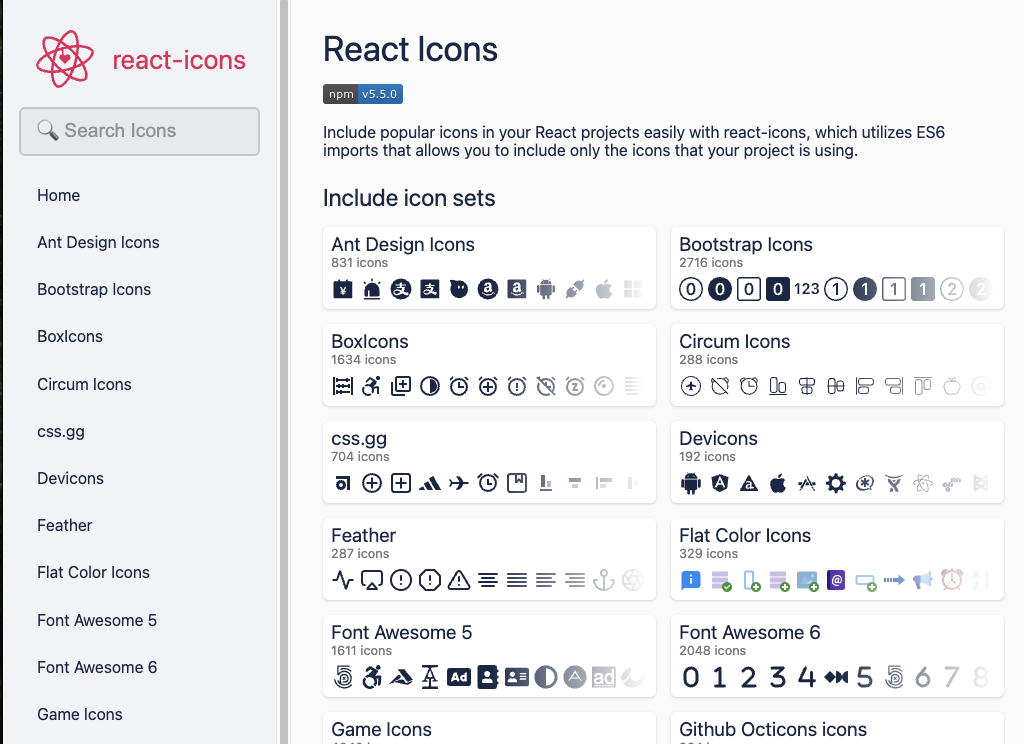 react-icons
Search Icons
Home
Ant Design Icons
Bootstrap Icons
BoxIcons
Circum Icons
css.gg
Devicons
Feather
Flat Color Icons
Font Awesome 5
Font Awesome 6
Game Icons
React Icons
npm v5.5.0
Include popular icons in your React projects easily with react-icons, which utilizes ES6
imports that allows you to include only the icons that your project is using.
Include icon sets
Ant Design Icons
831 icons
Bootstrap Icons
2716 icons
0 0 0 0 123 1 1 1 1 2 2
BoxIcons
1634 icons
Circum Icons
288 icons
css.gg
704 icons
Devicons
192 icons
Feather
287 icons
Flat Color Icons
329 icons
Font Awesome 5
1611 icons
Ad ad
Font Awesome 6
2048 icons
0 1 2 3 4 5 6 7 8
Game Icons
Github Octicons icons